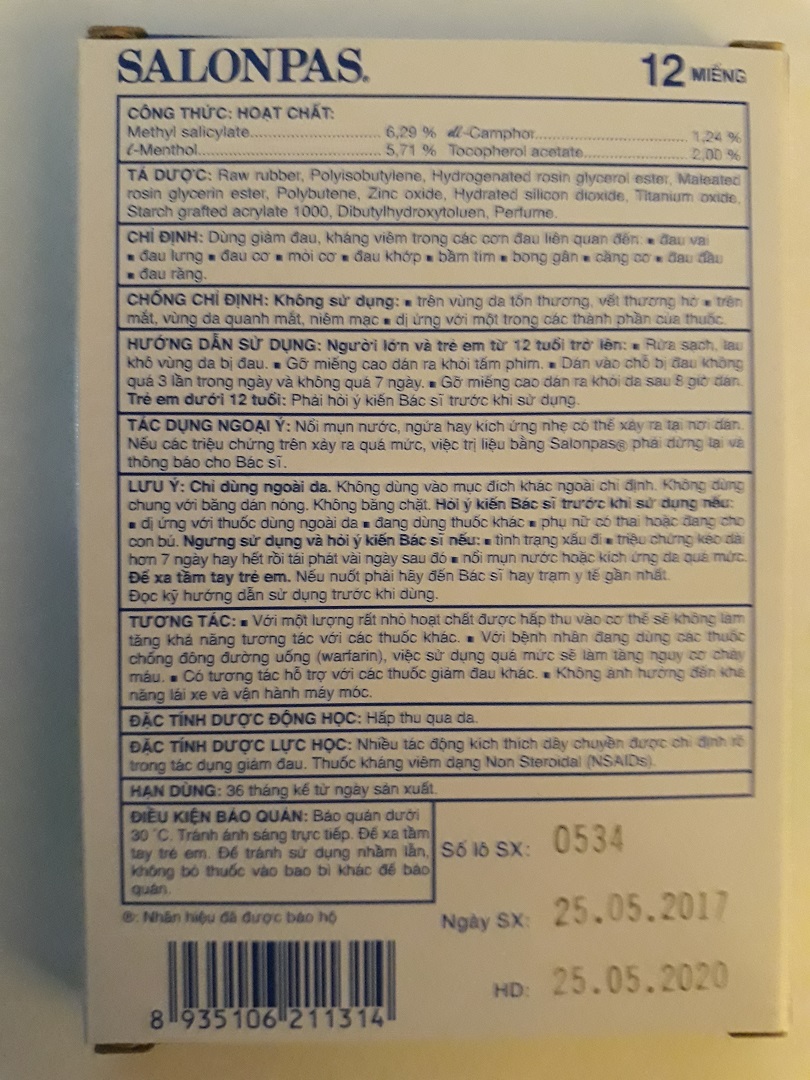 SALONPAS®
12 MIẾNG
CÔNG THỨC: HOẠT CHẤT:
Methyl salicylate.................... 6,29 % dl-Camphor.................... 1,24 %
ℓ-Menthol.................... 5,71 % Tocopherol acetate.................... 2,00 %
TÁ DƯỢC: Raw rubber, Polyisobutylene, Hydrogenated rosin glycerol ester, Maleated
rosin glycerin ester, Polybutene, Zinc oxide, Hydrated silicon dioxide, Titanium oxide,
Starch grafted acrylate 1000, Dibutylhydroxytoluen, Perfume.
CHỈ ĐỊNH: Dùng giảm đau, kháng viêm trong các cơn đau liên quan đến: ■ đau vai
■ đau lưng ■ đau cơ ■ mỏi cơ ■ đau khớp ■ bầm tím ■ bong gân ■ căng cơ ■ đau đầu
■ đau răng.
CHỐNG CHỈ ĐỊNH: Không sử dụng: ■ trên vùng da tổn thương, vết thương hở ■ trên
mắt, vùng da quanh mắt, niêm mạc ■ dị ứng với một trong các thành phần của thuốc.
HƯỚNG DẪN SỬ DỤNG: Người lớn và trẻ em từ 12 tuổi trở lên: ■ Rửa sạch, lau
khô vùng da bị đau. ■ Gỡ miếng cao dán ra khỏi tấm phim. ■ Dán vào chỗ bị đau không
quá 3 lần trong ngày và không quá 7 ngày. ■ Gỡ miếng cao dán ra khỏi da sau 8 giờ dán.
Trẻ em dưới 12 tuổi: Phải hỏi ý kiến Bác sĩ trước khi sử dụng.
TÁC DỤNG NGOẠI Ý: Nổi mụn nước, ngứa hay kích ứng nhẹ có thể xảy ra tại nơi dán.
Nếu các triệu chứng trên xảy ra quá mức, việc trị liệu bằng Salonpas® phải dừng lại và
thông báo cho Bác sĩ.
LƯU Ý: Chỉ dùng ngoài da. Không dùng vào mục đích khác ngoài chỉ định. Không dùng
chung với băng dán nóng. Không băng chặt. Hỏi ý kiến Bác sĩ trước khi sử dụng nếu:
■ dị ứng với thuốc dùng ngoài da ■ đang dùng thuốc khác ■ phụ nữ có thai hoặc đang cho
con bú. Ngưng sử dụng và hỏi ý kiến Bác sĩ nếu: ■ tình trạng xấu đi ■ triệu chứng kéo dài
hơn 7 ngày hay hết rồi tái phát vài ngày sau đó ■ nổi mụn nước hoặc kích ứng da quá mức.
Để xa tầm tay trẻ em. Nếu nuốt phải hãy đến Bác sĩ hay trạm y tế gần nhất.
Đọc kỹ hướng dẫn sử dụng trước khi dùng.
TƯƠNG TÁC: ■ Với một lượng rất nhỏ hoạt chất được hấp thu vào cơ thể sẽ không làm
tăng khả năng tương tác với các thuốc khác. ■ Với bệnh nhân đang dùng các thuốc
chống đông đường uống (warfarin), việc sử dụng quá mức sẽ làm tăng nguy cơ chảy
máu. ■ Có tương tác hỗ trợ với các thuốc giảm đau khác. ■ Không ảnh hưởng đến khả
năng lái xe và vận hành máy móc.
ĐẶC TÍNH DƯỢC ĐỘNG HỌC: Hấp thu qua da.
ĐẶC TÍNH DƯỢC LỰC HỌC: Nhiều tác động kích thích dây chuyền được chỉ định rõ
trong tác dụng giảm đau. Thuốc kháng viêm dạng Non Steroidal (NSAIDs).
HẠN DÙNG: 36 tháng kể từ ngày sản xuất.
ĐIỀU KIỆN BẢO QUẢN: Bảo quản dưới
30 °C. Tránh ánh sáng trực tiếp. Để xa tầm
tay trẻ em. Để tránh sử dụng nhầm lẫn,
không bỏ thuốc vào bao bì khác để bảo
quản.
®: Nhãn hiệu đã được bảo hộ
Số lô SX: 0534
Ngày SX: 25.05.2017
HD: 25.05.2020
8 935106 211314